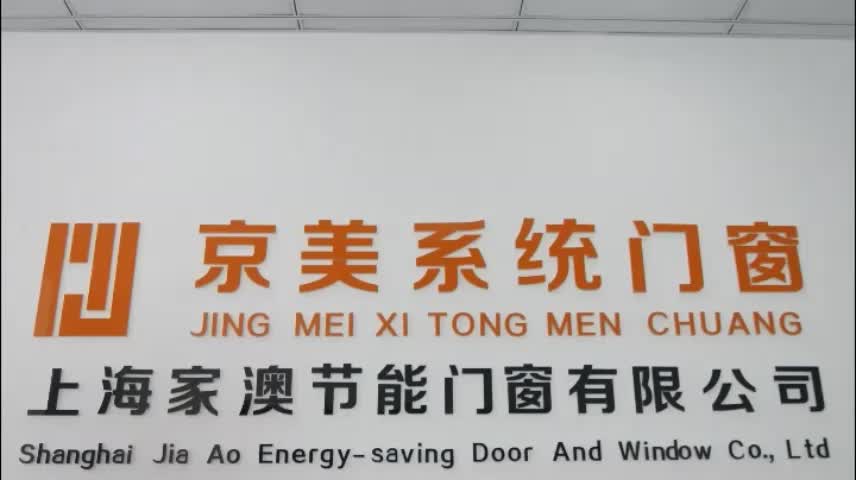 京美系统门窗
JING MEI XI TONG MEN CHUANG
上海家澳节能门窗有限公司
Shanghai Jia Ao Energy-saving Door And Window Co., Ltd